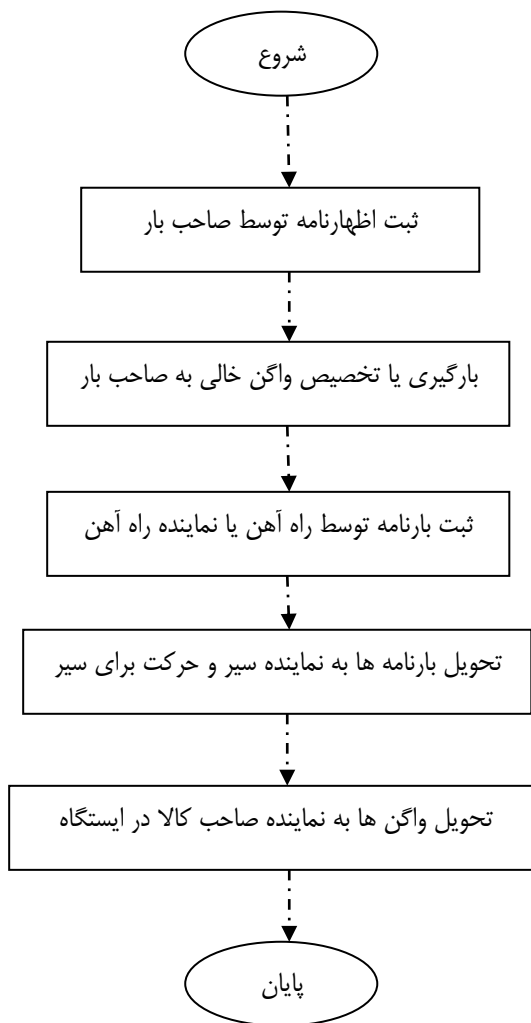 شروع
ثبت اظهارنامه توسط صاحب بار
بارگیری یا تخصیص واگن خالی به صاحب بار
ثبت بارنامه توسط راه آهن یا نماینده راه آهن
تحویل بارنامه ها به نماینده سیر و حرکت برای سیر
تحویل واگن ها به نماینده صاحب کالا در ایستگاه
پایان